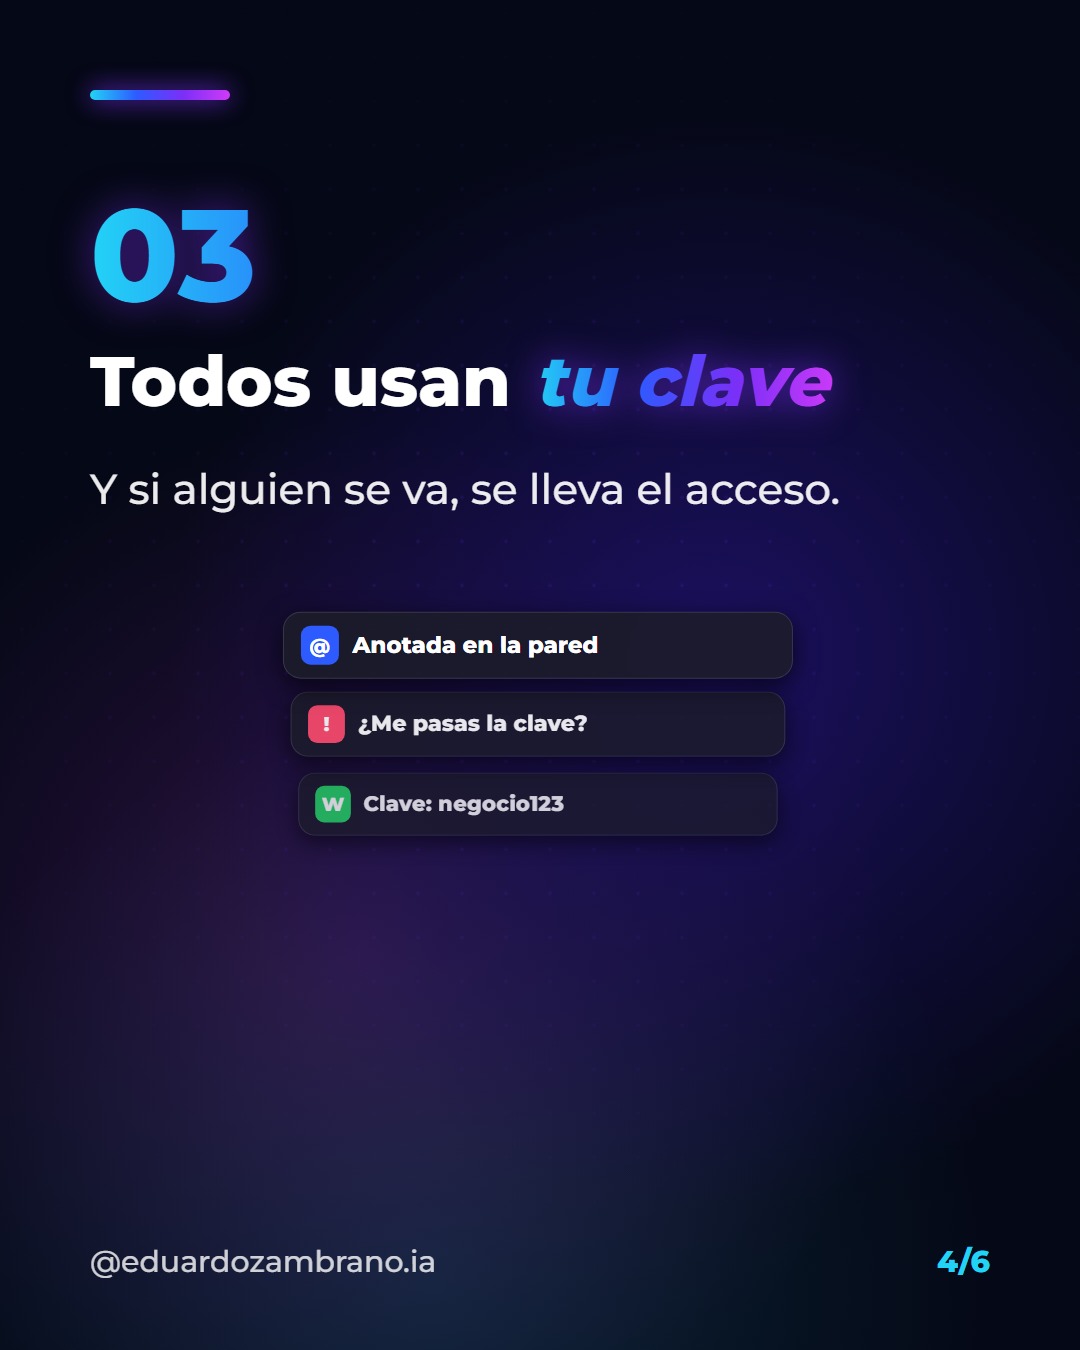 03
Todos usan tu clave
Y si alguien se va, se lleva el acceso.
@ Anotada en la pared
! ¿Me pasas la clave?
W Clave: negocio123
@eduardozambrano.ia
4/6